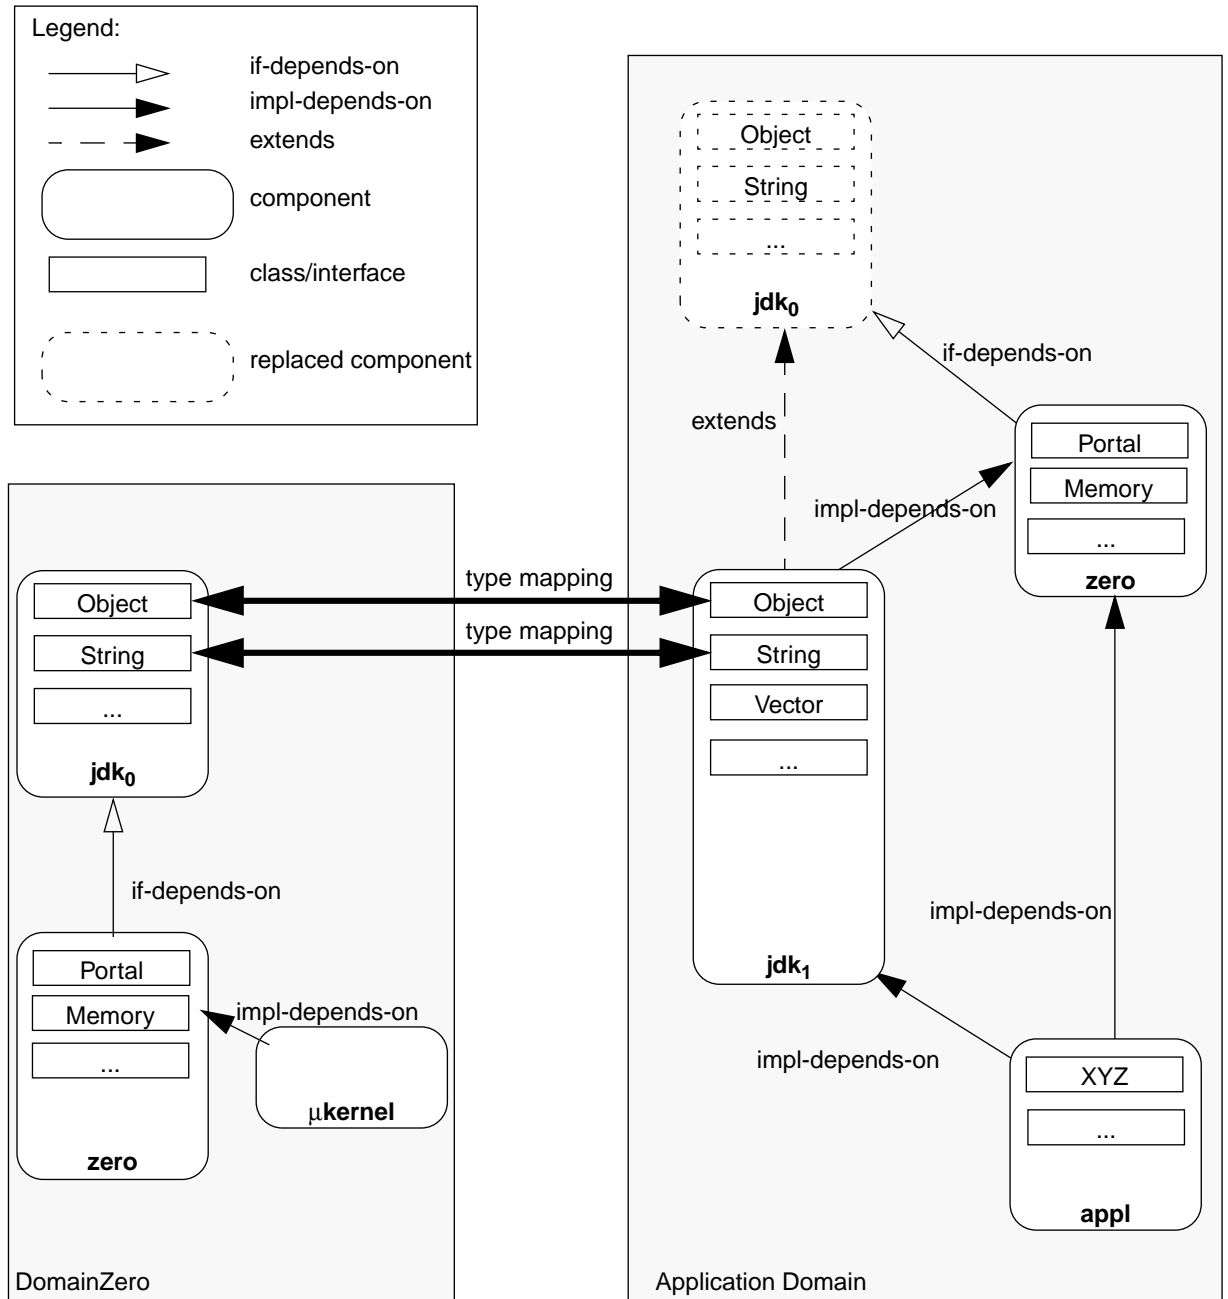 Legend:
if-depends-on
impl-depends-on
extends
component
class/interface
replaced component
Object
String
...
jdk0
if-depends-on
extends
Portal
Memory
...
zero
impl-depends-on
type mapping
type mapping
Object
String
...
jdk0
Object
String
Vector
...
jdk1
if-depends-on
impl-depends-on
Portal
Memory
...
zero
impl-depends-on
μkernel
impl-depends-on
XYZ
...
appl
DomainZero
Application Domain